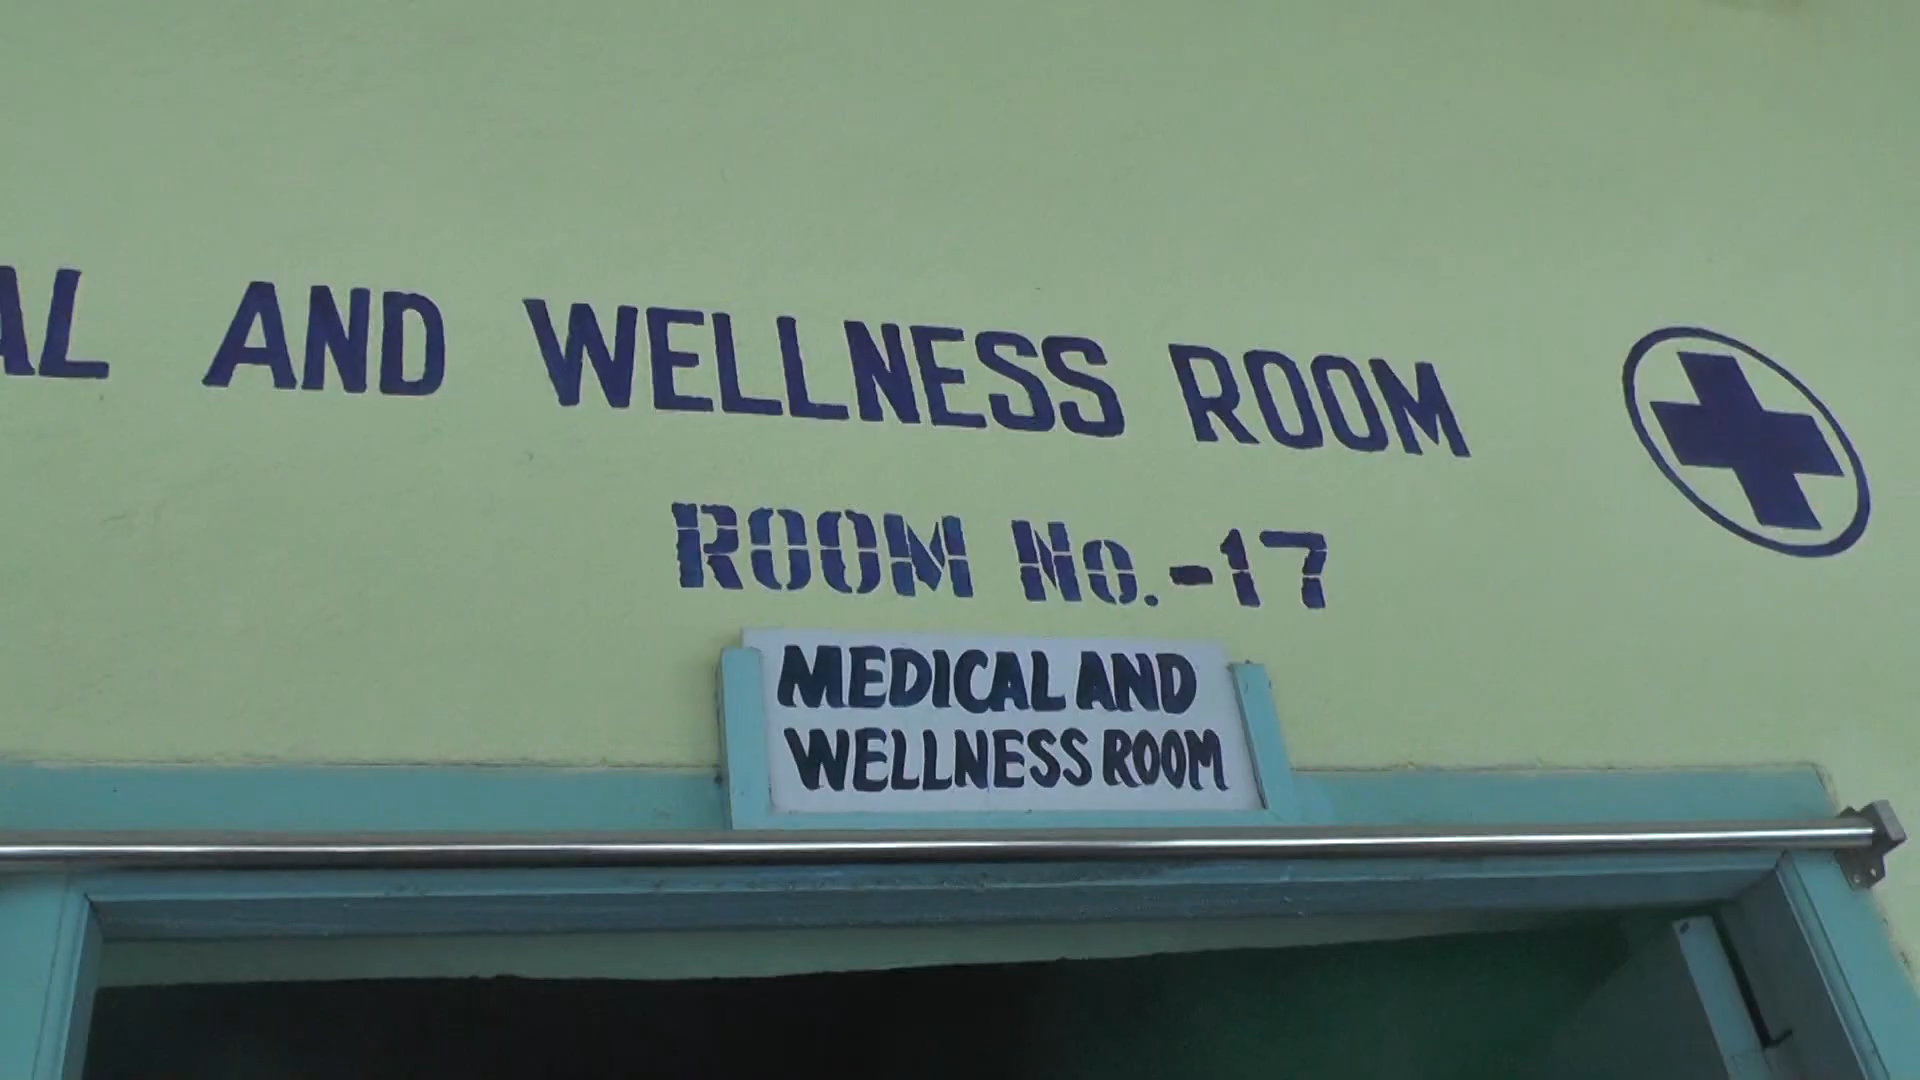 AL AND WELLNESS ROOM
ROOM No.-17
MEDICAL AND
WELLNESS ROOM